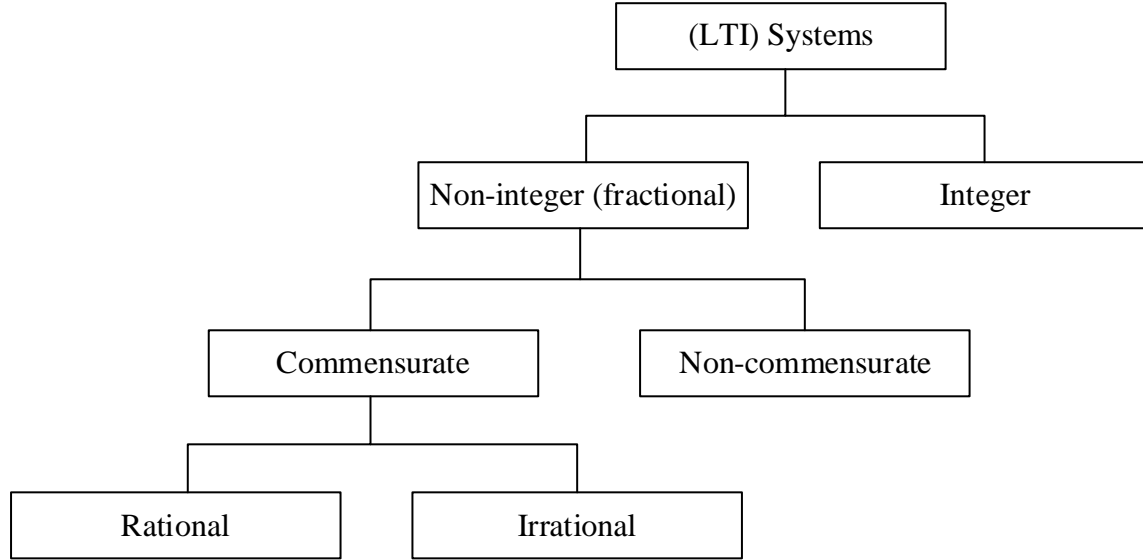 (LTI) Systems
Non-integer (fractional)
Integer
Commensurate
Non-commensurate
Rational
Irrational